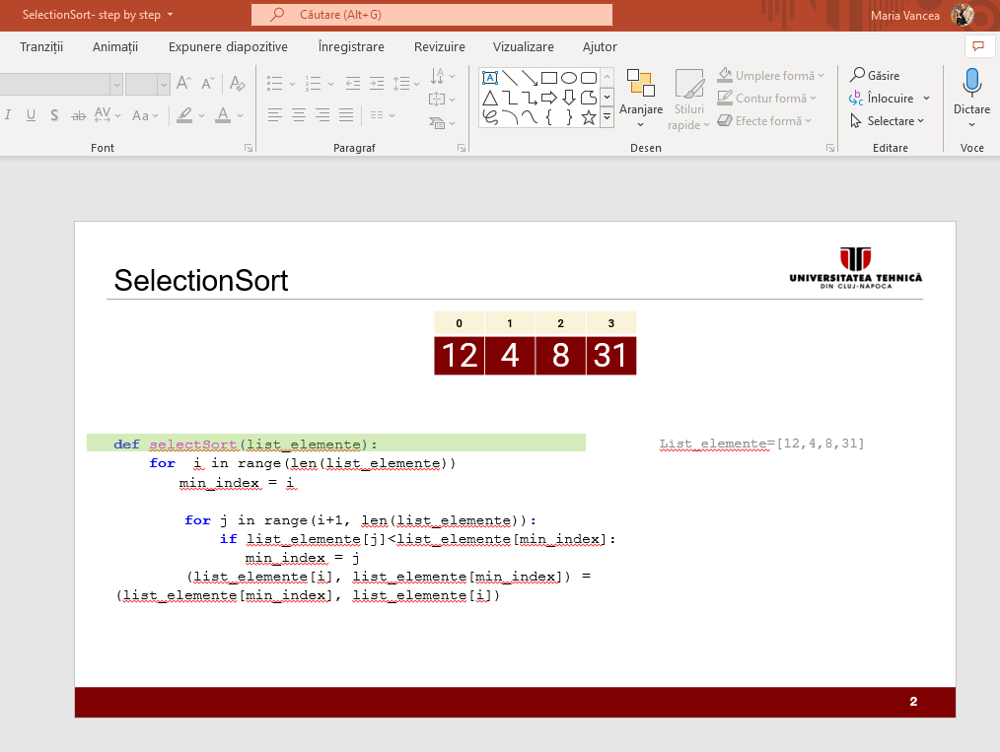 SelectionSort- step by step
Căutare (Alt+G)
Maria Vancea
Tranziții Animații Expunere diapozitive Înregistrare Revizuire Vizualizare Ajutor
A A A
I U S ab AV Aa A
A
Aranjare
Stiluri
rapide
Umplere formă
Contur formă
Efecte formă
Găsire
Înlocuire
Selectare
Dictare
Font Paragraf Desen Editare Voce
SelectionSort
UNIVERSITATEA TEHNICĂ
DIN CLUJ-NAPOCA
0 1 2 3
12 4 8 31
def selectSort(list_elemente):
List_elemente=[12,4,8,31]
for i in range(len(list_elemente))
min_index = i
for j in range(i+1, len(list_elemente)):
if list_elemente[j]<list_elemente[min_index]:
min_index = j
(list_elemente[i], list_elemente[min_index]) =
(list_elemente[min_index], list_elemente[i])
2